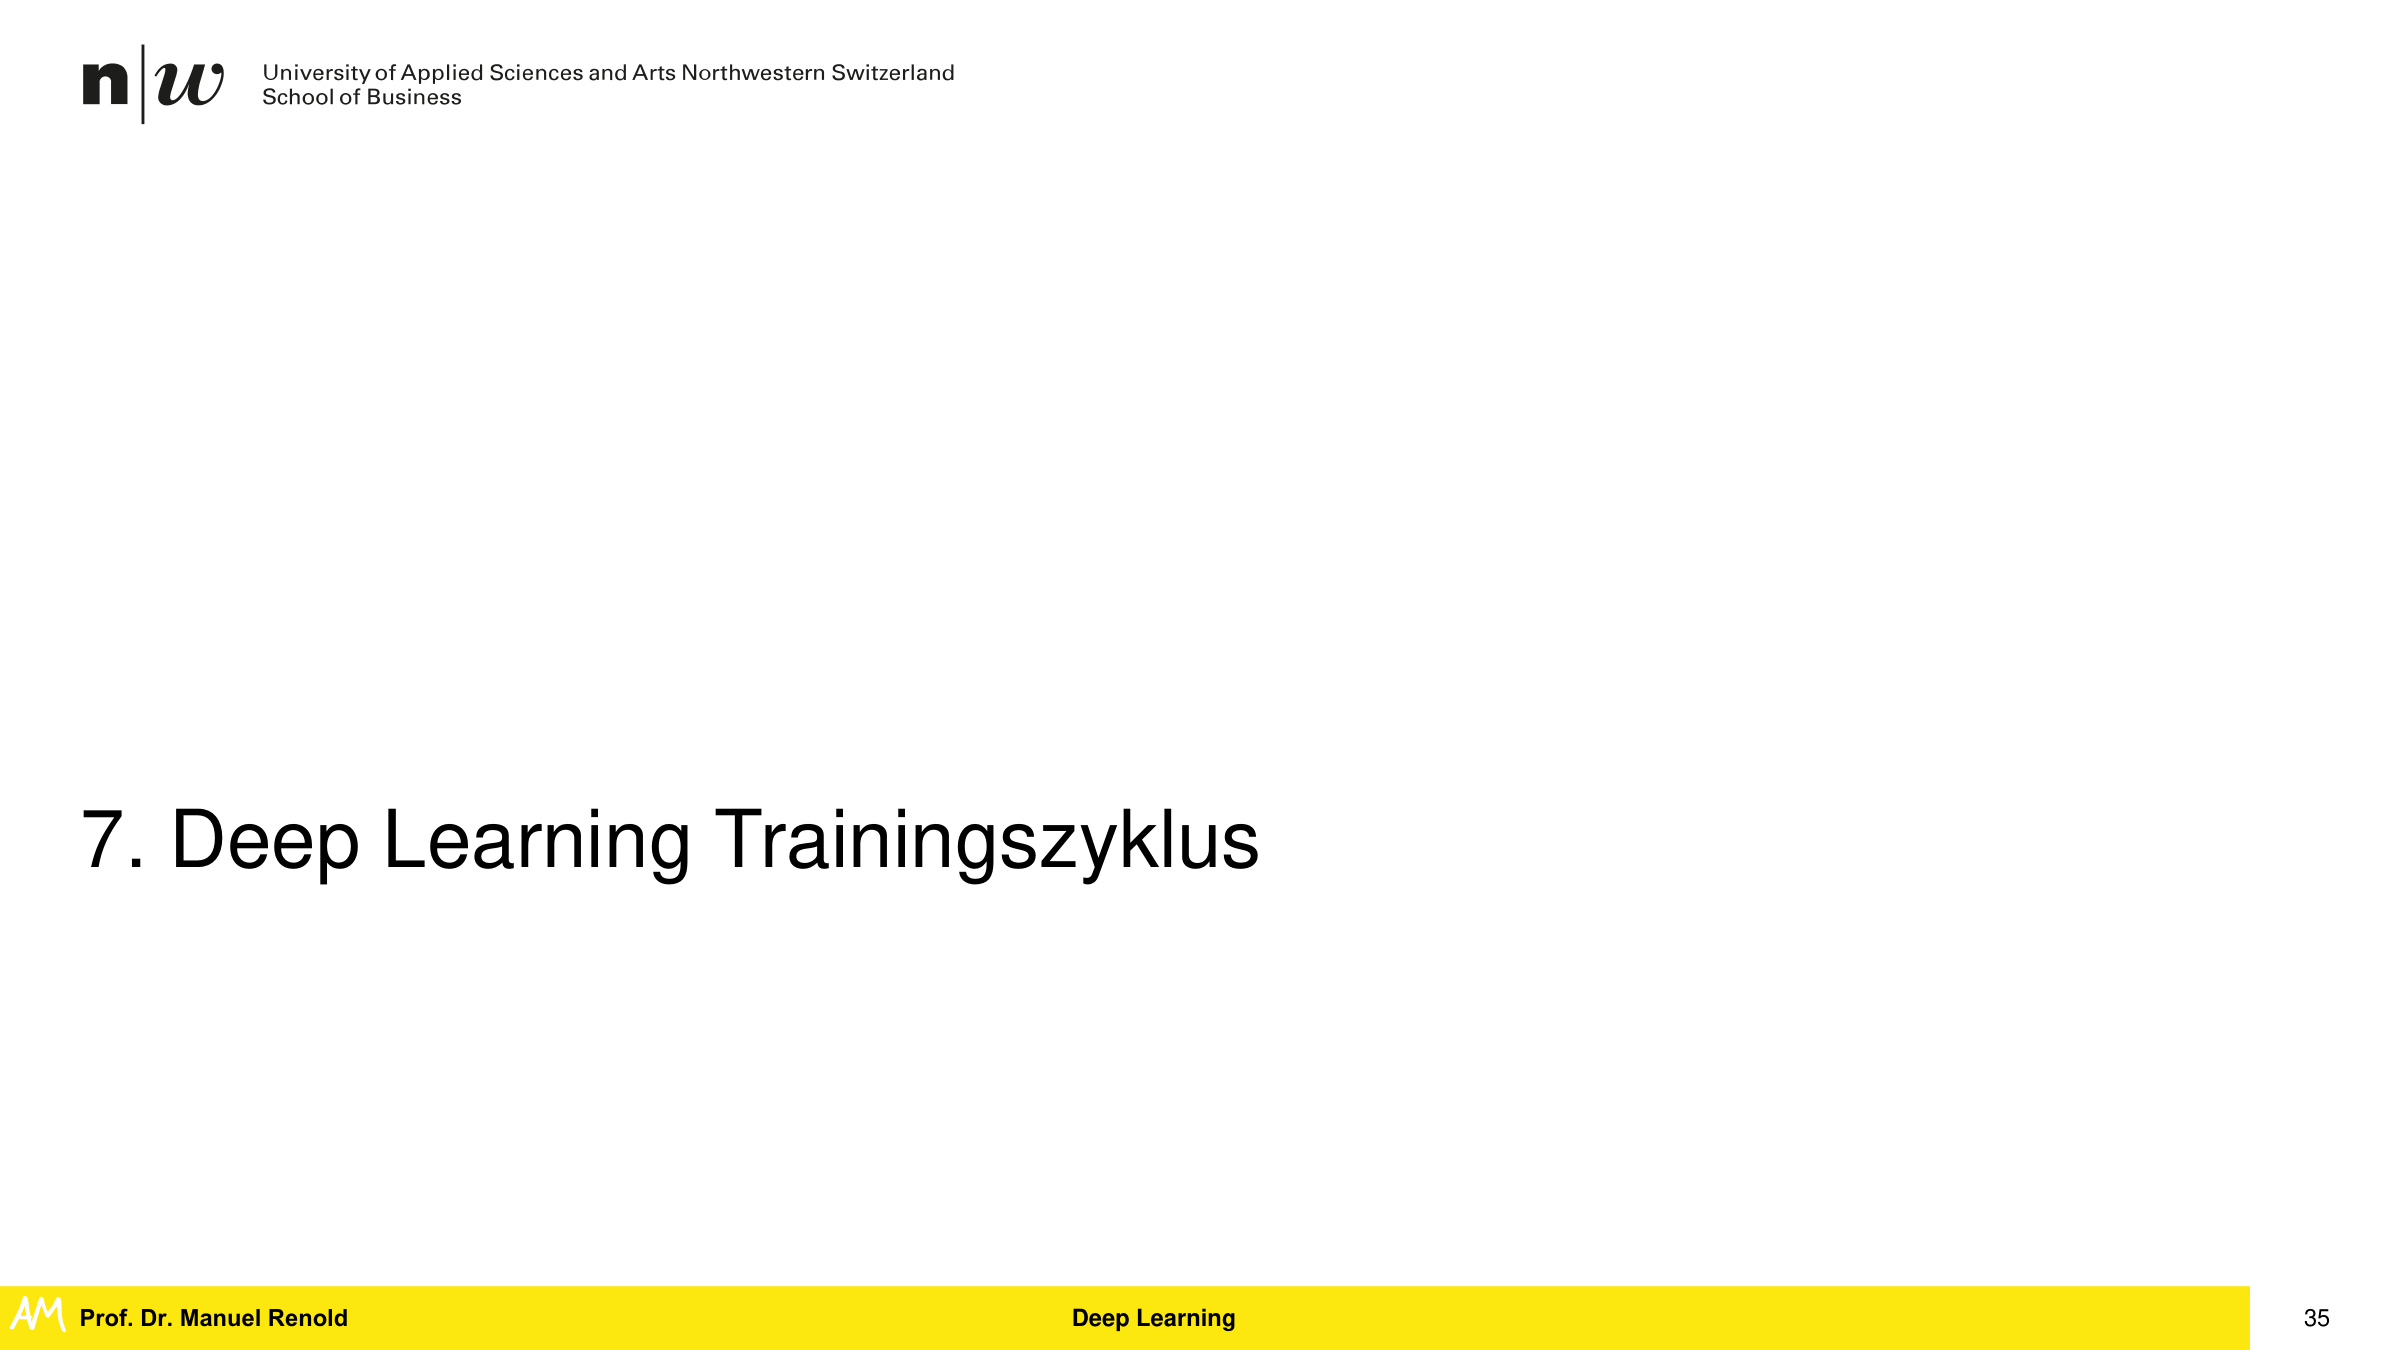 n|w
University of Applied Sciences and Arts Northwestern Switzerland
School of Business
7. Deep Learning Trainingszyklus
AM Prof. Dr. Manuel Renold
Deep Learning
35